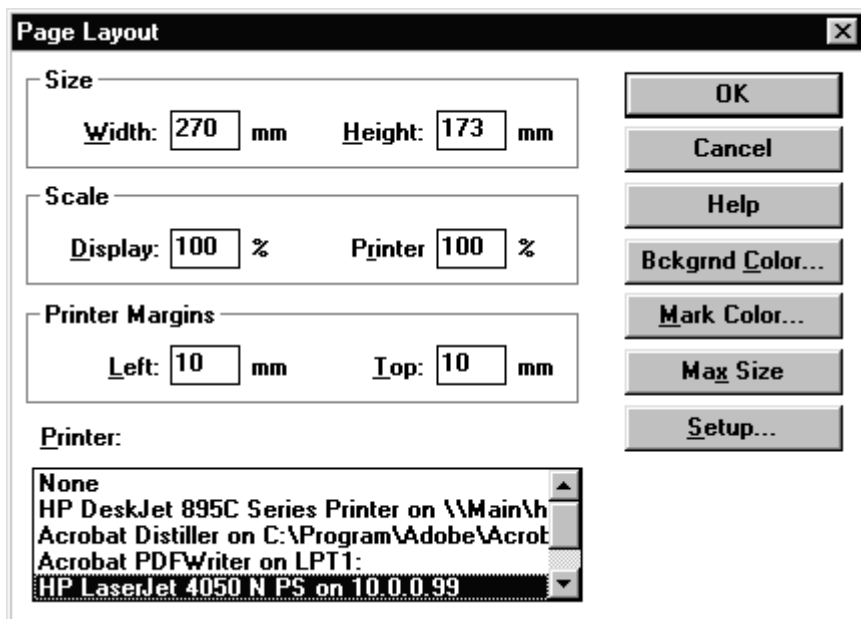 Page Layout
Size
Width: 270 mm Height: 173 mm
Scale
Display: 100 % Printer 100 %
Printer Margins
Left: 10 mm Top: 10 mm
Printer:
None
HP DeskJet 895C Series Printer on \\Main\h
Acrobat Distiller on C:\Program\Adobe\Acrob
Acrobat PDFWriter on LPT1:
HP LaserJet 4050 N PS on 10.0.0.99
OK
Cancel
Help
Bckgrnd Color...
Mark Color...
Max Size
Setup...